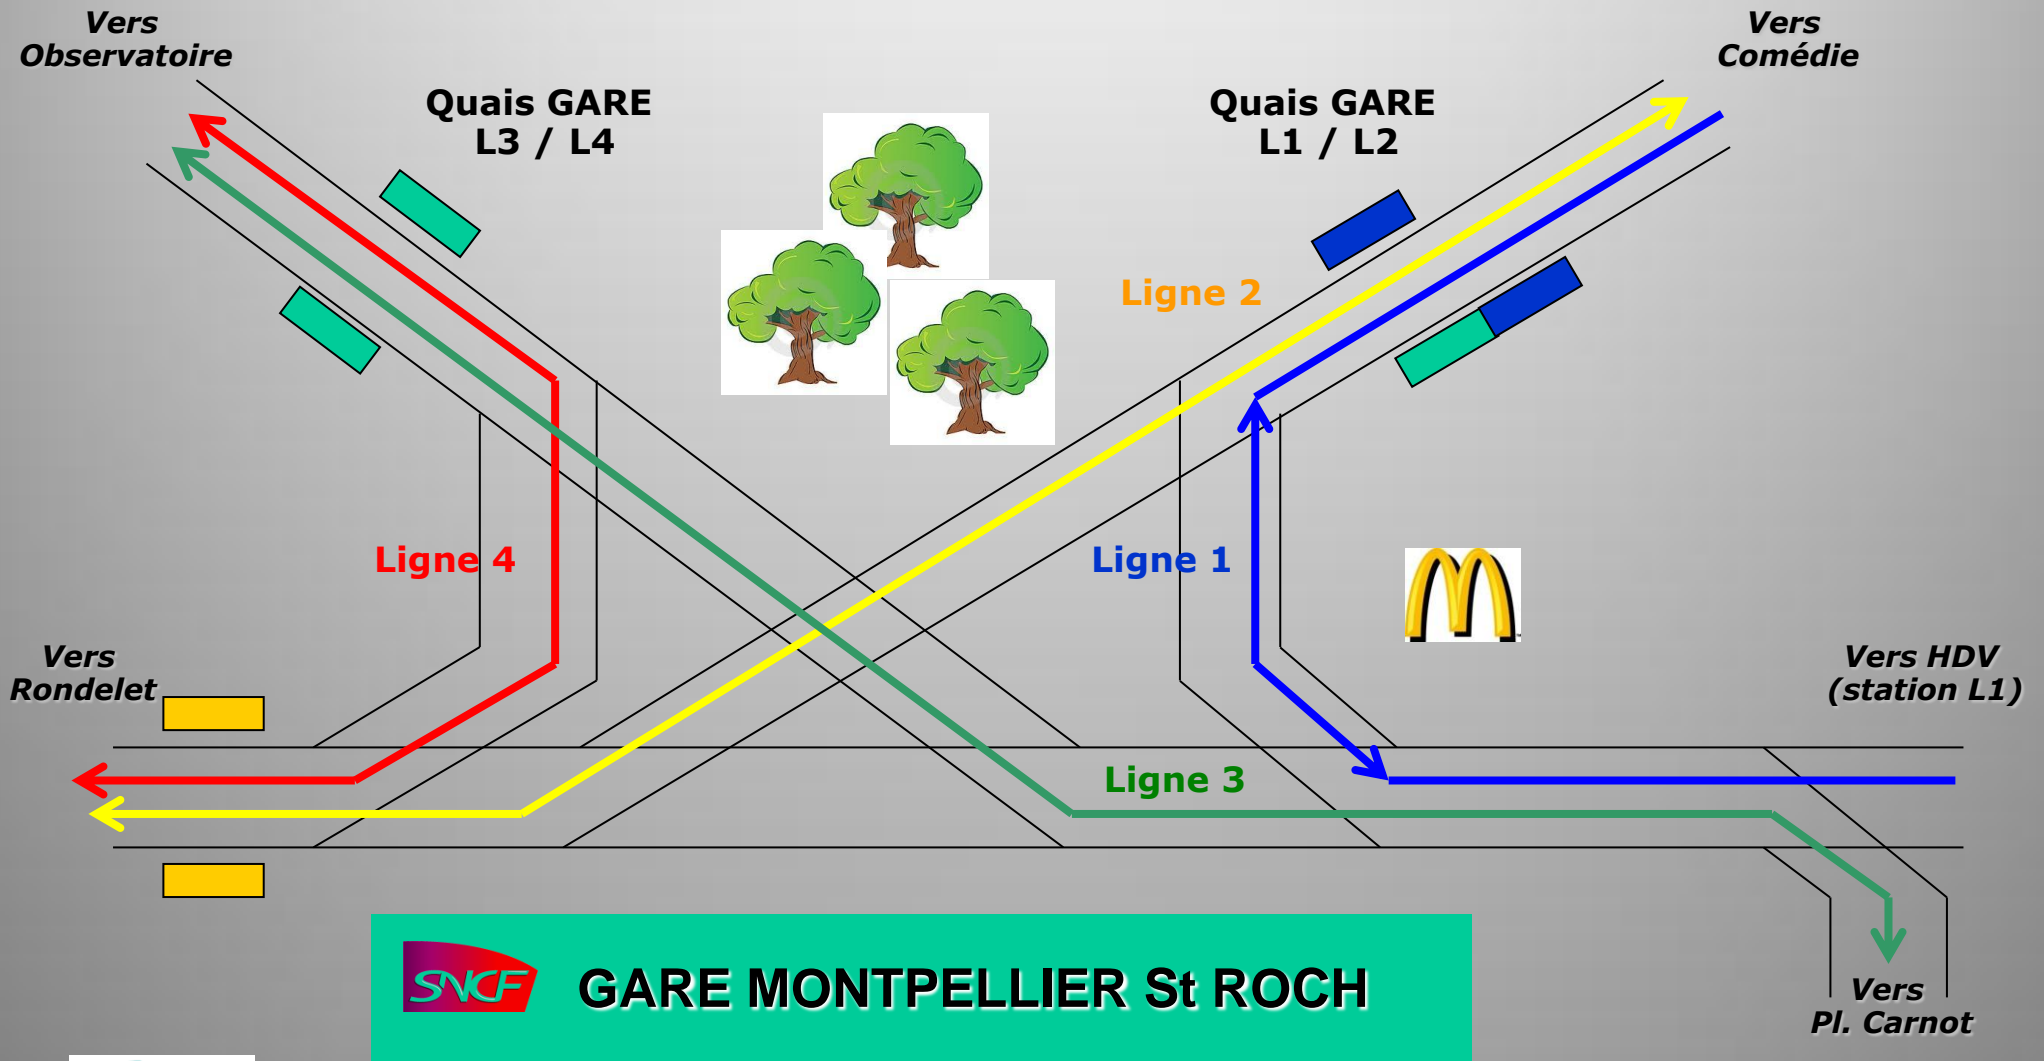 Vers
Observatoire
Vers
Comédie
Quais GARE
L3 / L4
Quais GARE
L1 / L2
Ligne 2
Ligne 4
Ligne 1
Vers
Rondelet
Vers HDV
(station L1)
Ligne 3
SNCF
GARE MONTPELLIER St ROCH
Vers
Pl. Carnot